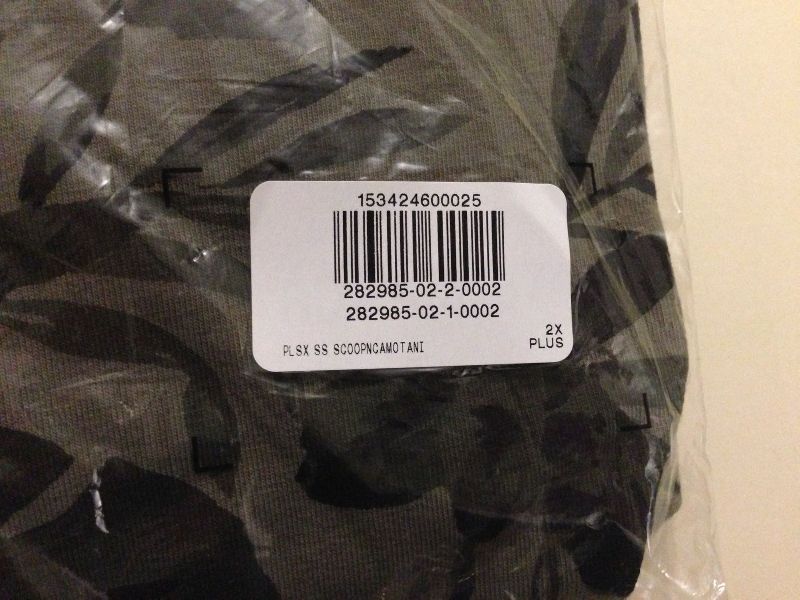 153424600025
282985-02-2-0002
282985-02-1-0002
PLSX SS SCOOPNCAMOTANI
2X
PLUS